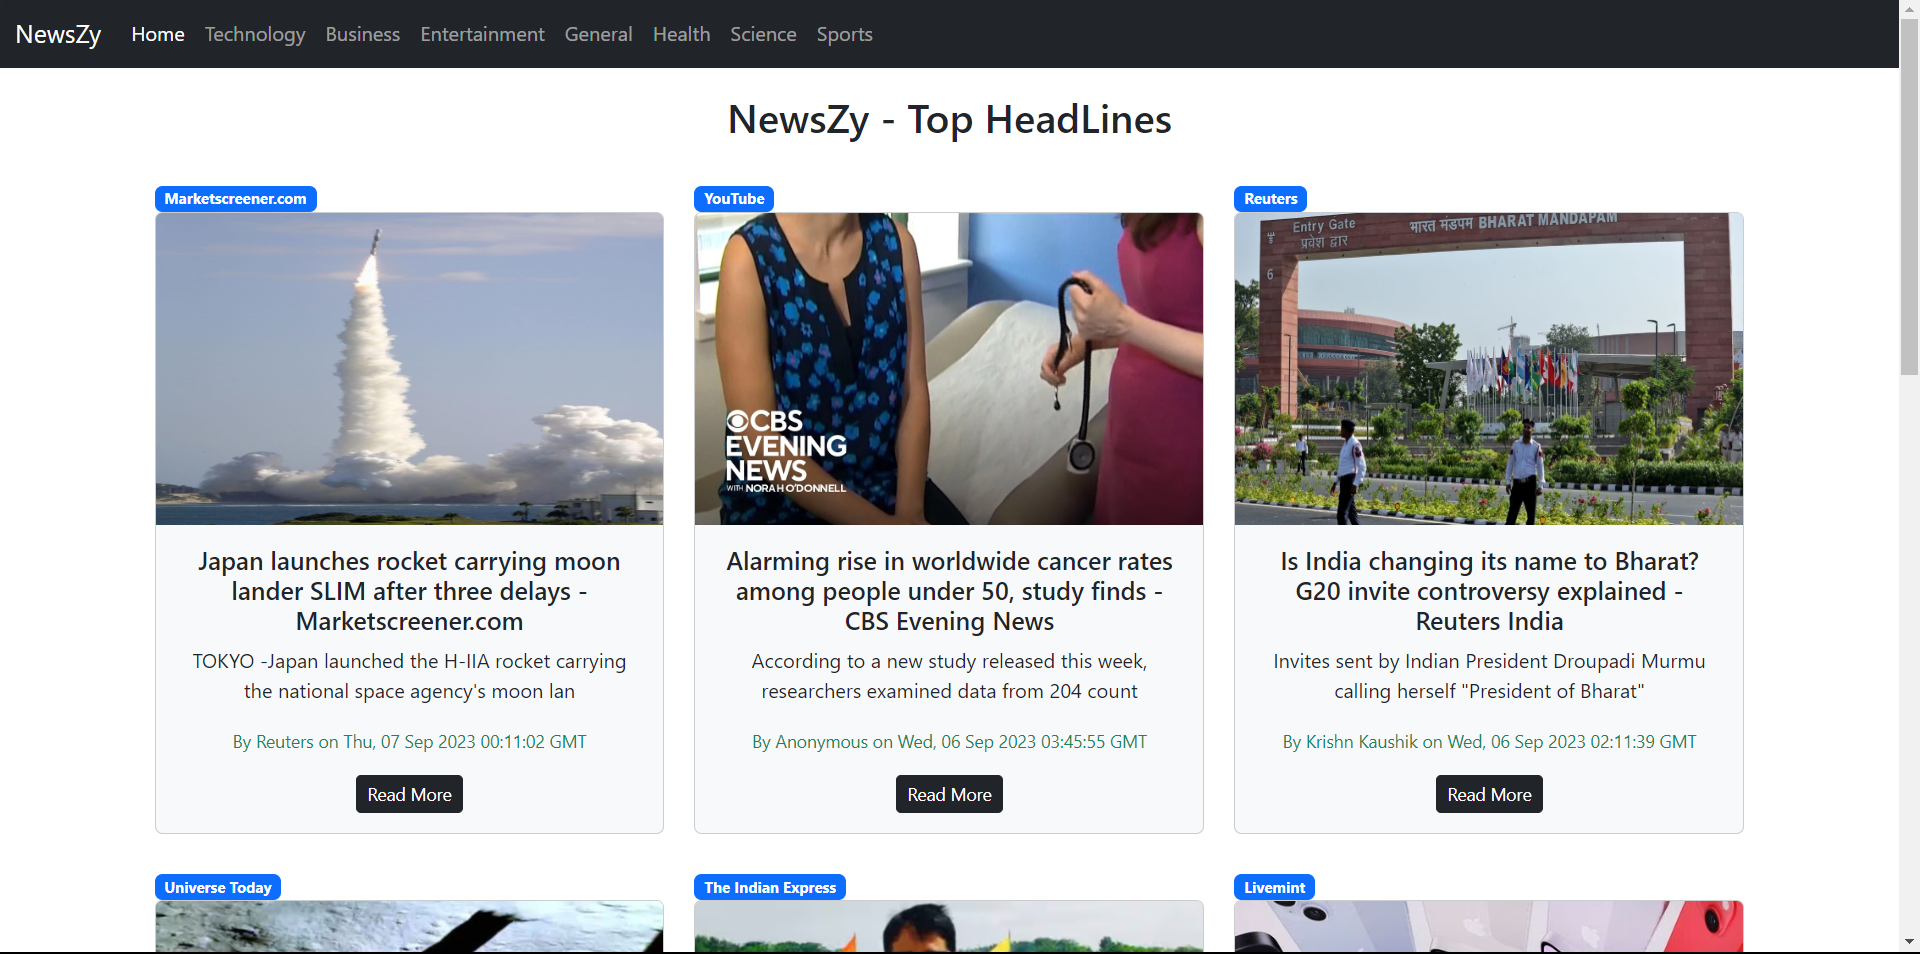 NewsZy Home Technology Business Entertainment General Health Science Sports
NewsZy - Top HeadLines
Marketscreener.com
Japan launches rocket carrying moon
lander SLIM after three delays -
Marketscreener.com
TOKYO -Japan launched the H-IIA rocket carrying
the national space agency's moon lan
By Reuters on Thu, 07 Sep 2023 00:11:02 GMT
Read More
YouTube
CBS
EVENING
NEWS
WITH NORAH O'DONNELL
Alarming rise in worldwide cancer rates
among people under 50, study finds -
CBS Evening News
According to a new study released this week,
researchers examined data from 204 count
By Anonymous on Wed, 06 Sep 2023 03:45:55 GMT
Read More
Reuters
Entry Gate
प्रवेश द्वार
भारत मंडपम BHARAT MANDAPAM
6
Is India changing its name to Bharat?
G20 invite controversy explained -
Reuters India
Invites sent by Indian President Droupadi Murmu
calling herself "President of Bharat"
By Krishn Kaushik on Wed, 06 Sep 2023 02:11:39 GMT
Read More
Universe Today
The Indian Express
Livemint